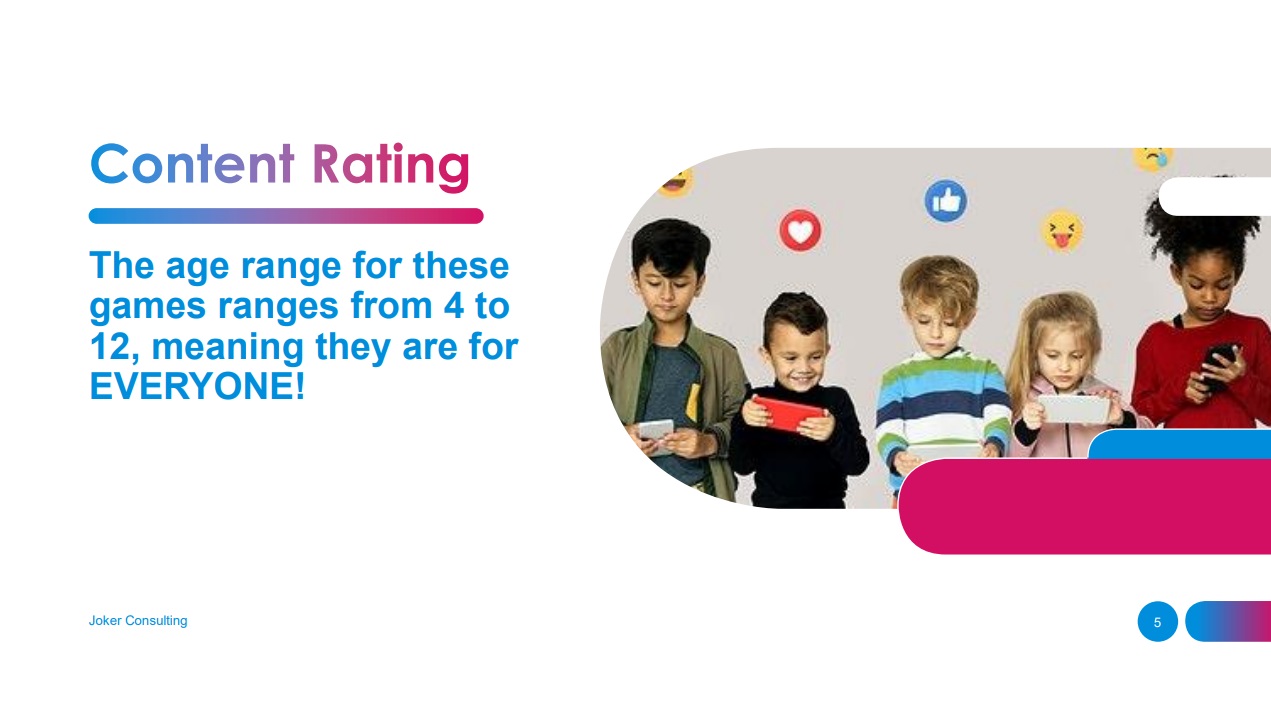 Content Rating
The age range for these
games ranges from 4 to
12, meaning they are for
EVERYONE!
Joker Consulting
5